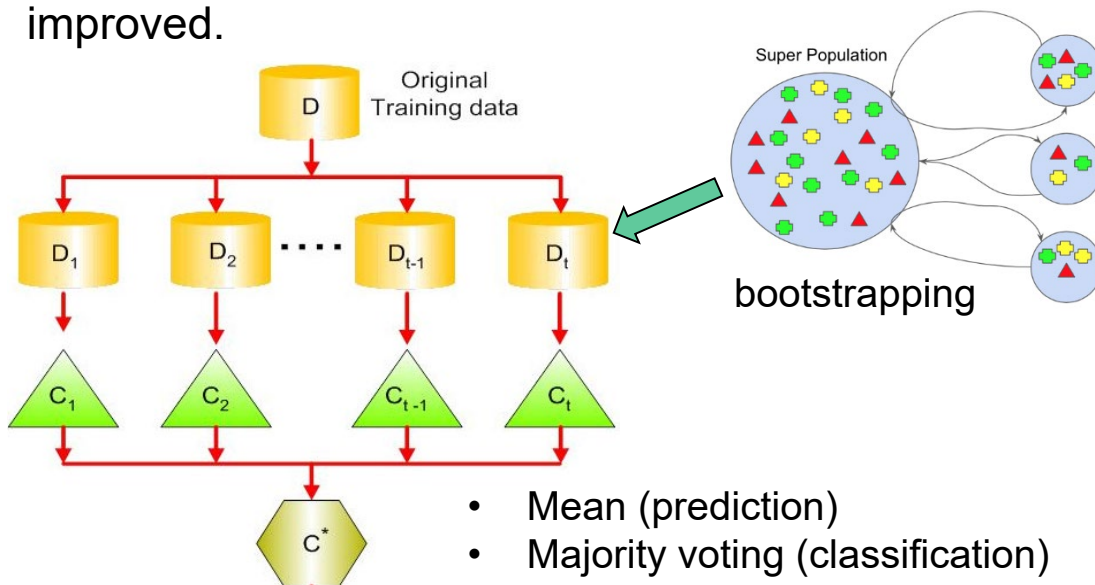 improved.
Original
Training data
D
D1 D2 Dt-1 Dt
C1 C2 Ct-1 Ct
C*
Super Population
bootstrapping
• Mean (prediction)
• Majority voting (classification)